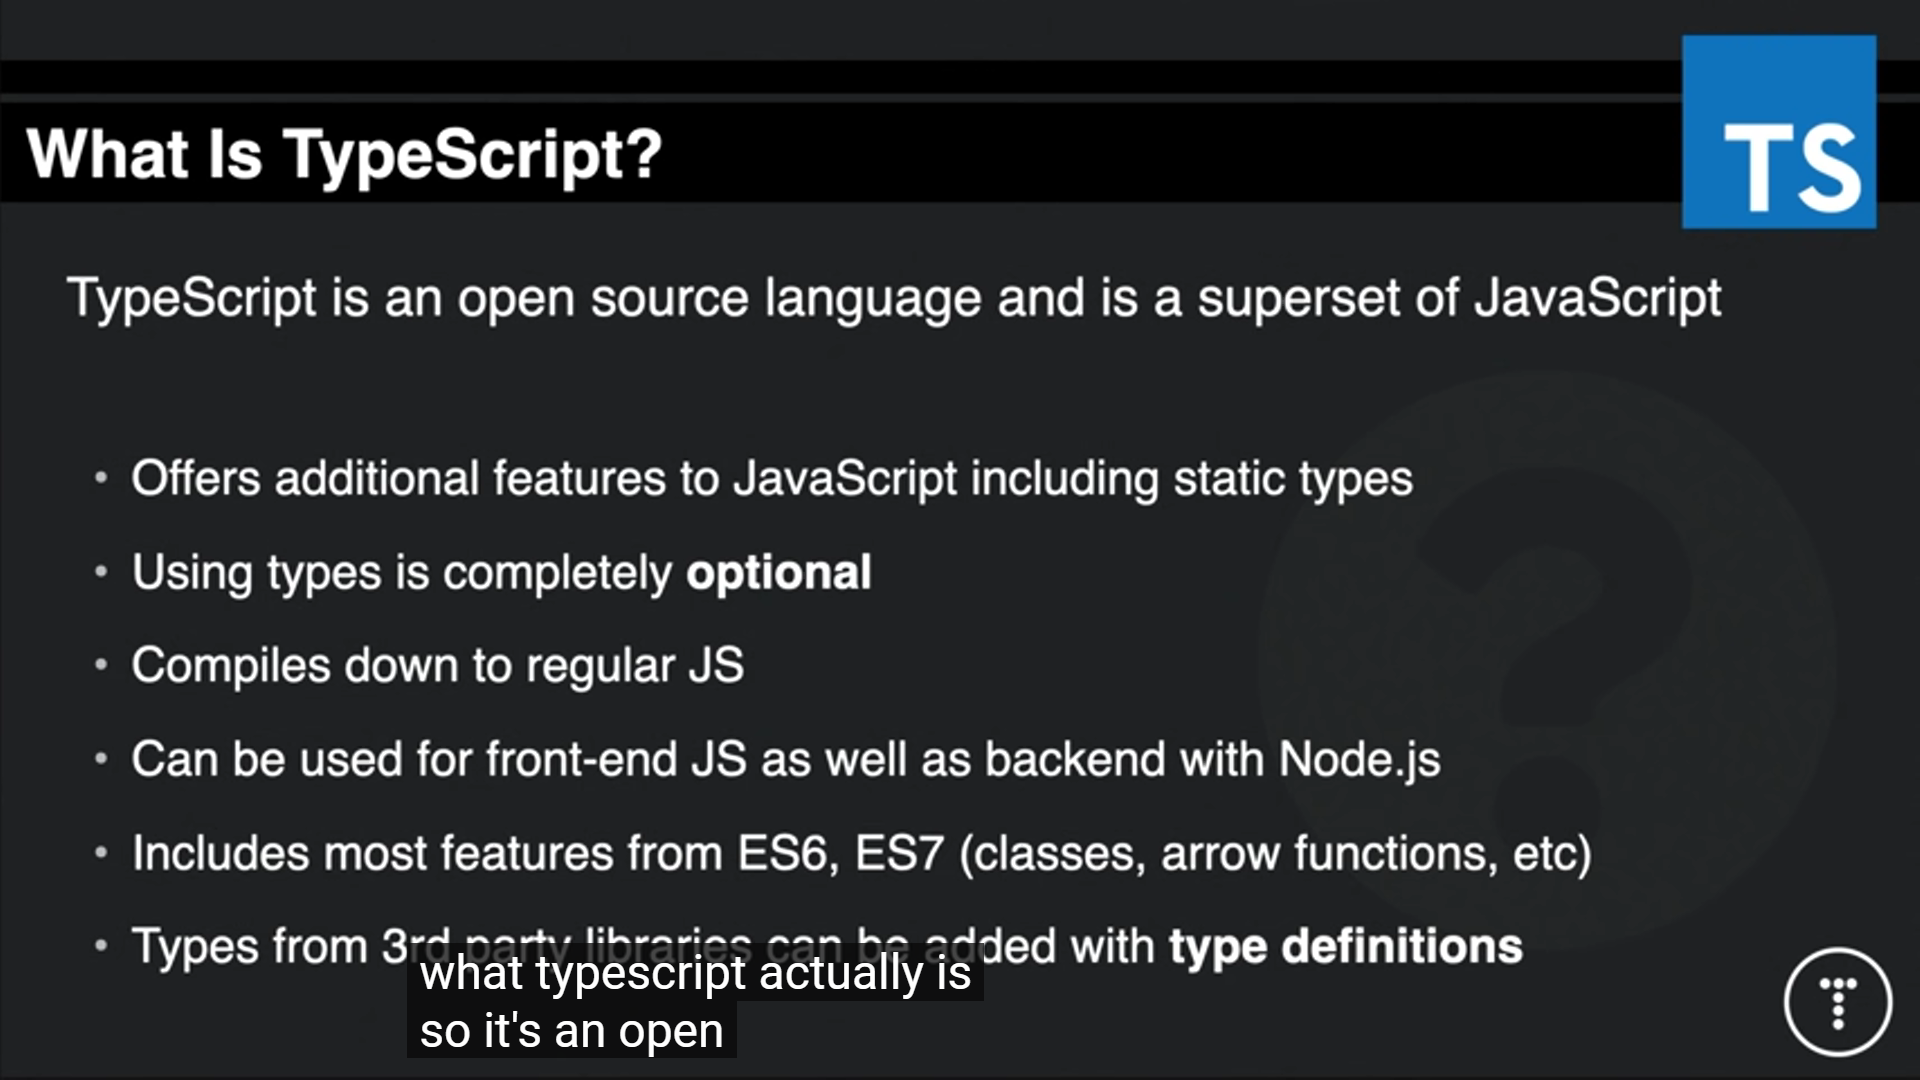 TS
What Is TypeScript?
TypeScript is an open source language and is a superset of JavaScript
• Offers additional features to JavaScript including static types
• Using types is completely optional
• Compiles down to regular JS
• Can be used for front-end JS as well as backend with Node.js
• Includes most features from ES6, ES7 (classes, arrow functions, etc)
• Types from 3rd party libraries can be added with type definitions
what typescript actually is
so it's an open
T